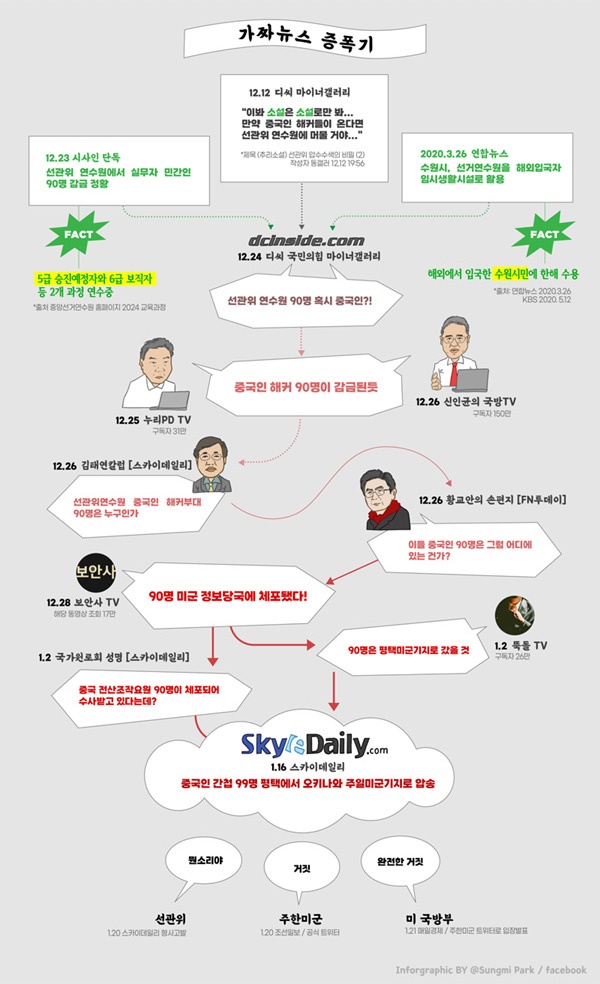 가짜뉴스 증폭기
12.12 디씨 마이너갤러리
"이봐 소설은 소설로만 봐...
만약 중국인 해커들이 온다면
선관위 연수원에 머물 거야..."
*제목 (추리소설) 선관위 압수수색의 비밀 (2)
작성자 동갤러 12.12 19:56
12.23 시사인 단독
선관위 연수원에서 실무자 민간인
90명 감금 정황
2020.3.26 연합뉴스
수원시, 선거연수원을 해외입국자
임시생활시설로 활용
FACT
FACT
5급 승진예정자와 6급 보직자
등 2개 과정 연수중
*출처 중앙선거연수원 홈페이지 2024 교육과정
해외에서 입국한 수원시민에 한해 수용
*출처: 연합뉴스 2020.3.26
KBS 2020.5.12
dcinside.com
12.24 디씨 국민의힘 마이너갤러리
선관위 연수원 90명 혹시 중국인?!
중국인 해커 90명이 감금된듯
12.25 누리PD TV
구독자 31만
12.26 신인균의 국방TV
구독자 150만
12.26 김태연칼럼 [스카이데일리]
선관위연수원 중국인 해커부대
90명은 누구인가
12.26 황교안의 손편지 [FN투데이]
이들 중국인 90명은 그럼 어디에
있는 건가?
보안사
12.28 보안사 TV
해당 동영상 조회 17만
90명 미군 정보당국에 체포됐다!
1.2 뚝돌 TV
구독자 26만
90명은 평택미군기지로 갔을 것
1.2 국가원로회 성명 [스카이데일리]
중국 전산조작요원 90명이 체포되어
수사받고 있다는데?
SkyeDaily.com
1.16 스카이데일리
중국인 간첩 99명 평택에서 오키나와 주일미군기지로 압송
뭔소리야
거짓
완전한 거짓
선관위
1.20 스카이데일리 형사고발
주한미군
1.20 조선일보 / 공식 트위터
미 국방부
1.21 매일경제 / 주한미군 트위터로 입장발표
Inforgraphic BY @Sungmi Park / facebook